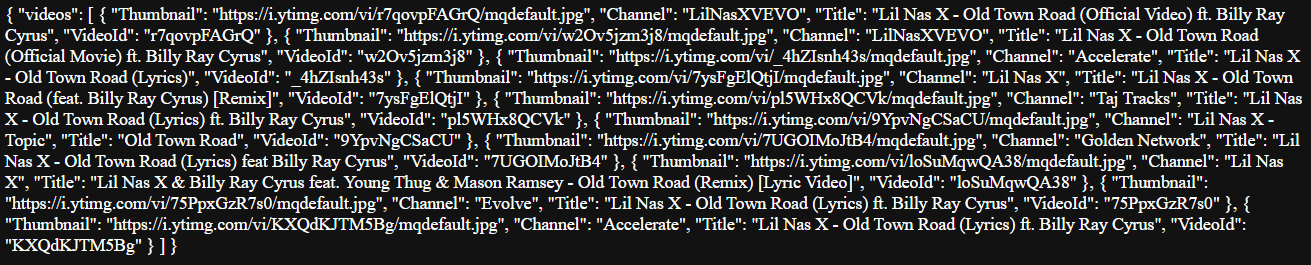 { "videos": [ { "Thumbnail": "https://i.ytimg.com/vi/r7qovpFAGrQ/mqdefault.jpg", "Channel": "LilNasXVEVO", "Title": "Lil Nas X - Old Town Road (Official Video) ft. Billy Ray
Cyrus", "VideoId": "r7qovpFAGrQ" }, { "Thumbnail": "https://i.ytimg.com/vi/w2Ov5jzm3j8/mqdefault.jpg", "Channel": "LilNasXVEVO", "Title": "Lil Nas X - Old Town Road
(Official Movie) ft. Billy Ray Cyrus", "VideoId": "w2Ov5jzm3j8" }, { "Thumbnail": "https://i.ytimg.com/vi/_4hZIsnh43s/mqdefault.jpg", "Channel": "Accelerate", "Title": "Lil Nas X
- Old Town Road (Lyrics)", "VideoId": "_4hZIsnh43s" }, { "Thumbnail": "https://i.ytimg.com/vi/7ysFgElQtjI/mqdefault.jpg", "Channel": "Lil Nas X", "Title": "Lil Nas X - Old Town
Road (feat. Billy Ray Cyrus) [Remix]", "VideoId": "7ysFgElQtjI" }, { "Thumbnail": "https://i.ytimg.com/vi/pl5WHx8QCVk/mqdefault.jpg", "Channel": "Taj Tracks", "Title": "Lil Nas
X - Old Town Road (Lyrics) ft. Billy Ray Cyrus", "VideoId": "pl5WHx8QCVk" }, { "Thumbnail": "https://i.ytimg.com/vi/9YpvNgCSaCU/mqdefault.jpg", "Channel": "Lil Nas X -
Topic", "Title": "Old Town Road", "VideoId": "9YpvNgCSaCU" }, { "Thumbnail": "https://i.ytimg.com/vi/7UGOIMoJtB4/mqdefault.jpg", "Channel": "Golden Network", "Title": "Lil
Nas X - Old Town Road (Lyrics) feat Billy Ray Cyrus", "VideoId": "7UGOIMoJtB4" }, { "Thumbnail": "https://i.ytimg.com/vi/loSuMqwQA38/mqdefault.jpg", "Channel": "Lil Nas
X", "Title": "Lil Nas X & Billy Ray Cyrus feat. Young Thug & Mason Ramsey - Old Town Road (Remix) [Lyric Video]", "VideoId": "loSuMqwQA38" }, { "Thumbnail":
"https://i.ytimg.com/vi/75PpxGzR7s0/mqdefault.jpg", "Channel": "Evolve", "Title": "Lil Nas X - Old Town Road (Lyrics) ft. Billy Ray Cyrus", "VideoId": "75PpxGzR7s0" }, {
"Thumbnail": "https://i.ytimg.com/vi/KXQdKJTM5Bg/mqdefault.jpg", "Channel": "Accelerate", "Title": "Lil Nas X - Old Town Road (Lyrics) ft. Billy Ray Cyrus", "VideoId":
"KXQdKJTM5Bg" } ] }